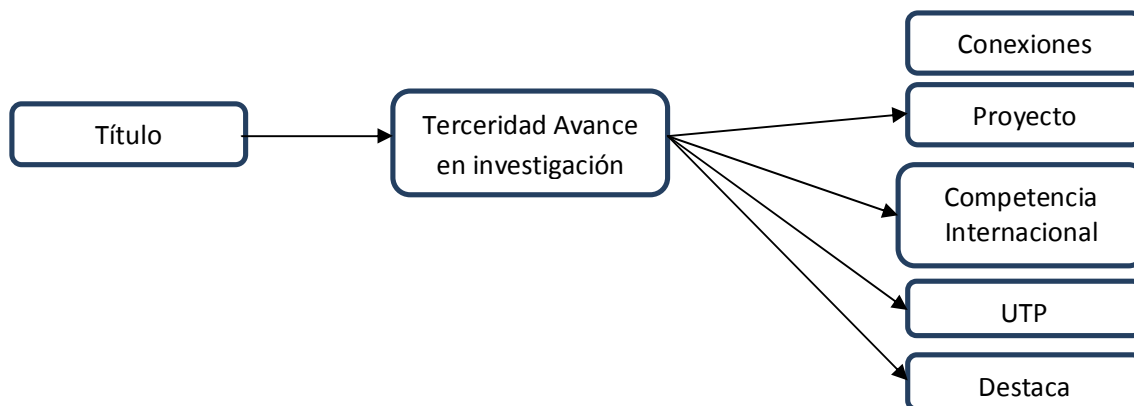 Conexiones
Título
Terceridad Avance
en investigación
Proyecto
Competencia
Internacional
UTP
Destaca